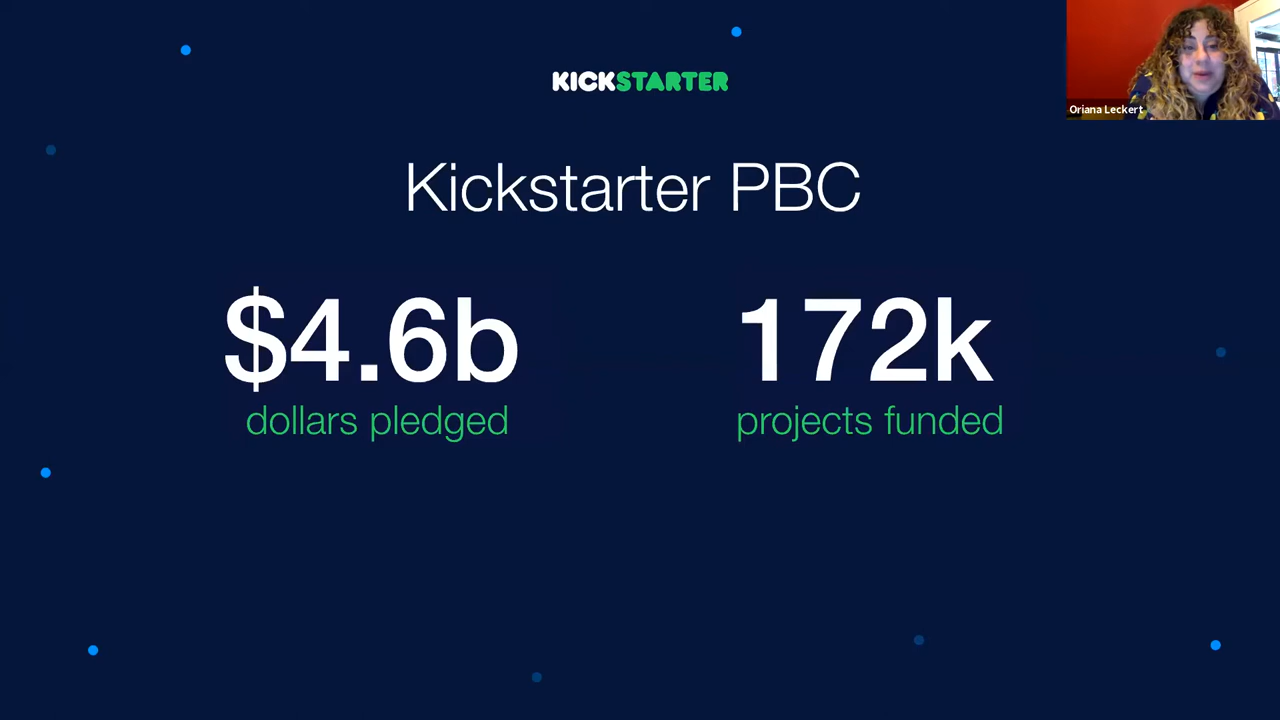 KICKSTARTER
Oriana Leckert
Kickstarter PBC
$4.6b
dollars pledged
172k
projects funded